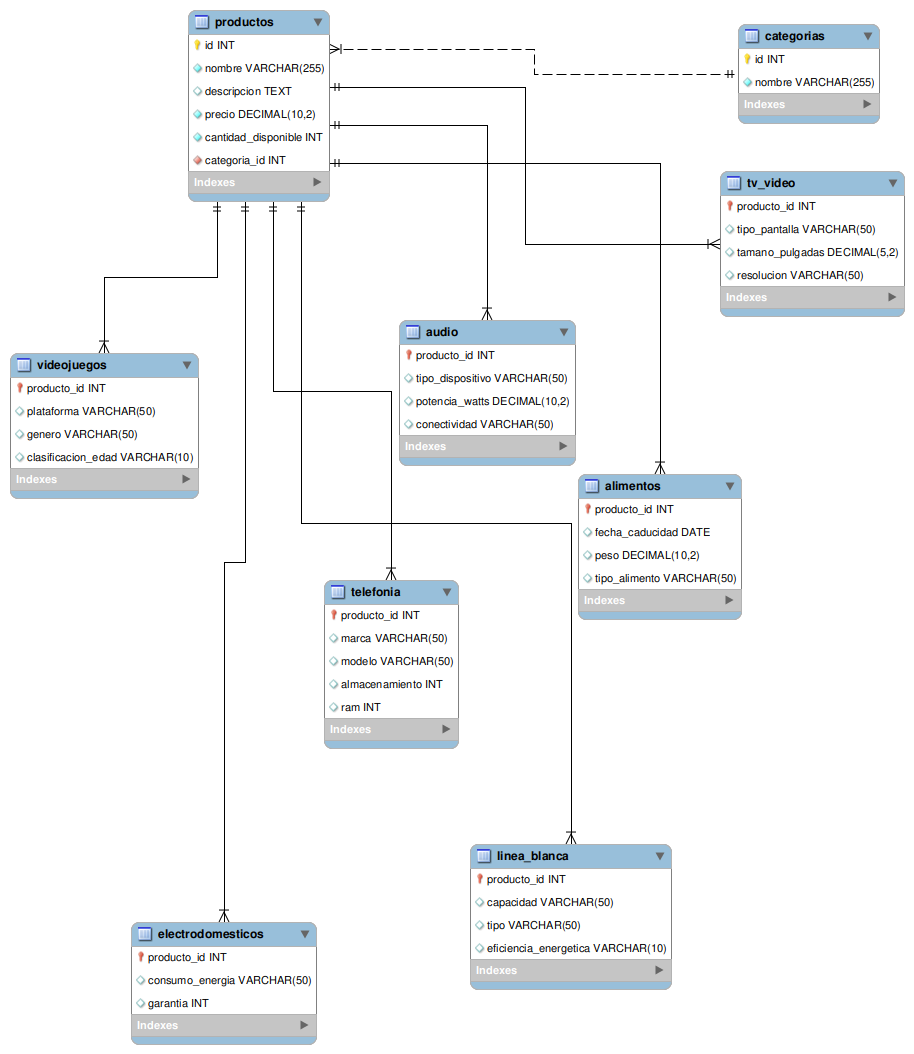 productos
id INT
nombre VARCHAR(255)
descripcion TEXT
precio DECIMAL(10,2)
cantidad_disponible INT
categoria_id INT
Indexes
categorias
id INT
nombre VARCHAR(255)
Indexes
tv_video
producto_id INT
tipo_pantalla VARCHAR(50)
tamano_pulgadas DECIMAL(5,2)
resolucion VARCHAR(50)
Indexes
audio
producto_id INT
tipo_dispositivo VARCHAR(50)
potencia_watts DECIMAL(10,2)
conectividad VARCHAR(50)
Indexes
videojuegos
producto_id INT
plataforma VARCHAR(50)
genero VARCHAR(50)
clasificacion_edad VARCHAR(10)
Indexes
alimentos
producto_id INT
fecha_caducidad DATE
peso DECIMAL(10,2)
tipo_alimento VARCHAR(50)
Indexes
telefonia
producto_id INT
marca VARCHAR(50)
modelo VARCHAR(50)
almacenamiento INT
ram INT
Indexes
linea_blanca
producto_id INT
capacidad VARCHAR(50)
tipo VARCHAR(50)
eficiencia_energetica VARCHAR(10)
Indexes
electrodomesticos
producto_id INT
consumo_energia VARCHAR(50)
garantia INT
Indexes